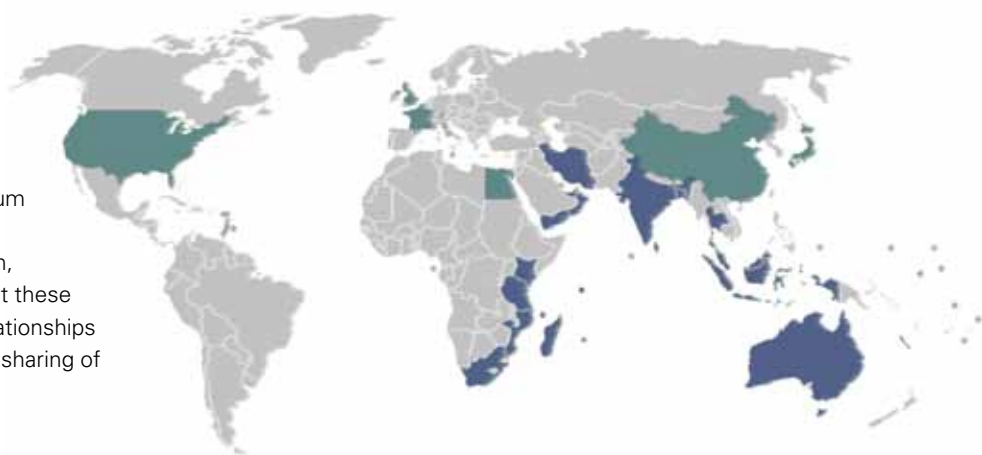 um
n,
t these
ationships
sharing of